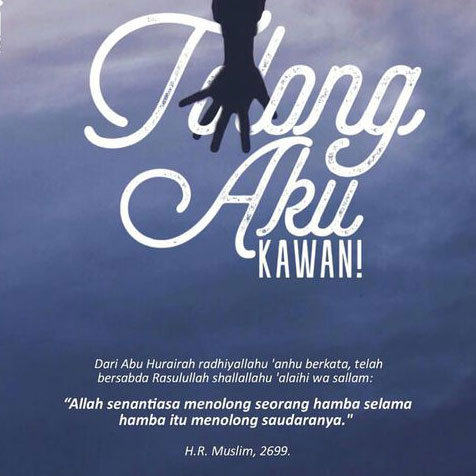 Tolong
Aku
KAWAN!
Dari Abu Hurairah radhiyallahu 'anhu berkata, telah
bersabda Rasulullah shallallahu 'alaihi wa sallam:
“Allah senantiasa menolong seorang hamba selama
hamba itu menolong saudaranya."
H.R. Muslim, 2699.